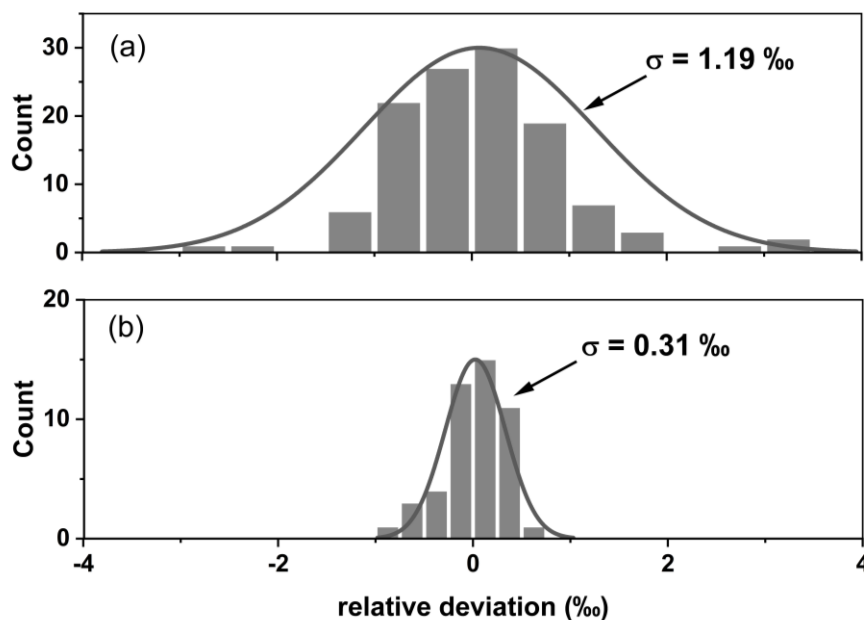 (a)
σ = 1.19 ‰
30
20
10
0
Count
(b)
σ = 0.31 ‰
20
10
0
Count
-4
-2
0
2
4
relative deviation (‰)